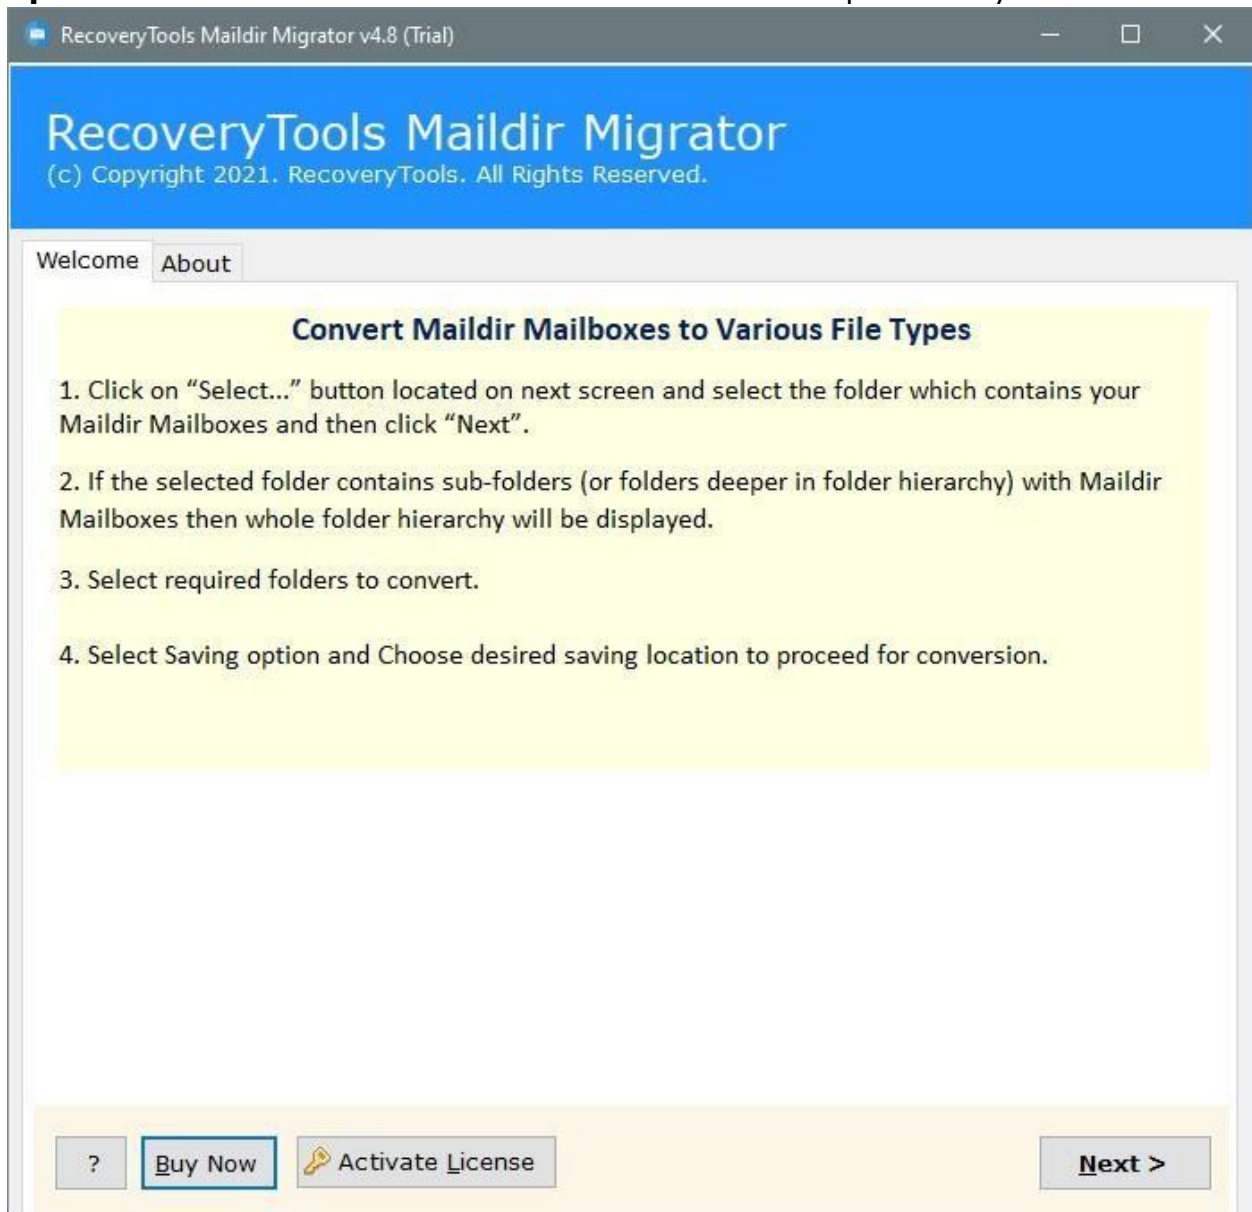 RecoveryTools Maildir Migrator v4.8 (Trial)
RecoveryTools Maildir Migrator
(c) Copyright 2021. RecoveryTools. All Rights Reserved.
Welcome About
Convert Maildir Mailboxes to Various File Types
1. Click on “Select...” button located on next screen and select the folder which contains your
Maildir Mailboxes and then click “Next”.
2. If the selected folder contains sub-folders (or folders deeper in folder hierarchy) with Maildir
Mailboxes then whole folder hierarchy will be displayed.
3. Select required folders to convert.
4. Select Saving option and Choose desired saving location to proceed for conversion.
? Buy Now Activate License Next >